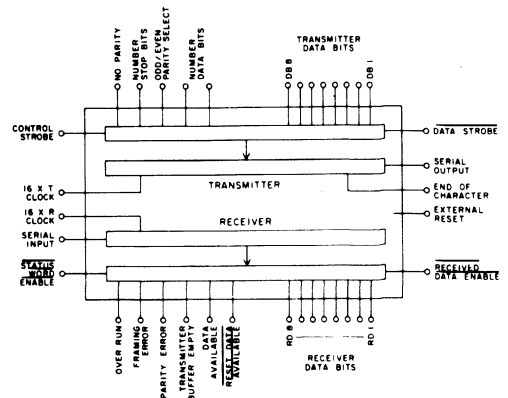 NO PARITY
NUMBER
STOP BITS
ODD/EVEN
PARITY SELECT
NUMBER
DATA BITS
TRANSMITTER
DATA BITS
DB 8
DB 1
CONTROL
STROBE
DATA STROBE
SERIAL
OUTPUT
TRANSMITTER
16 X T
CLOCK
END OF
CHARACTER
16 X R
CLOCK
RECEIVER
EXTERNAL
RESET
SERIAL
INPUT
STATUS
WORD
ENABLE
RECEIVED
DATA ENABLE
OVER RUN
FRAMING
ERROR
PARITY ERROR
TRANSMITTER
BUFFER EMPTY
DATA
AVAILABLE
RESET DATA
AVAILABLE
RD 8
RD 1
RECEIVER
DATA BITS